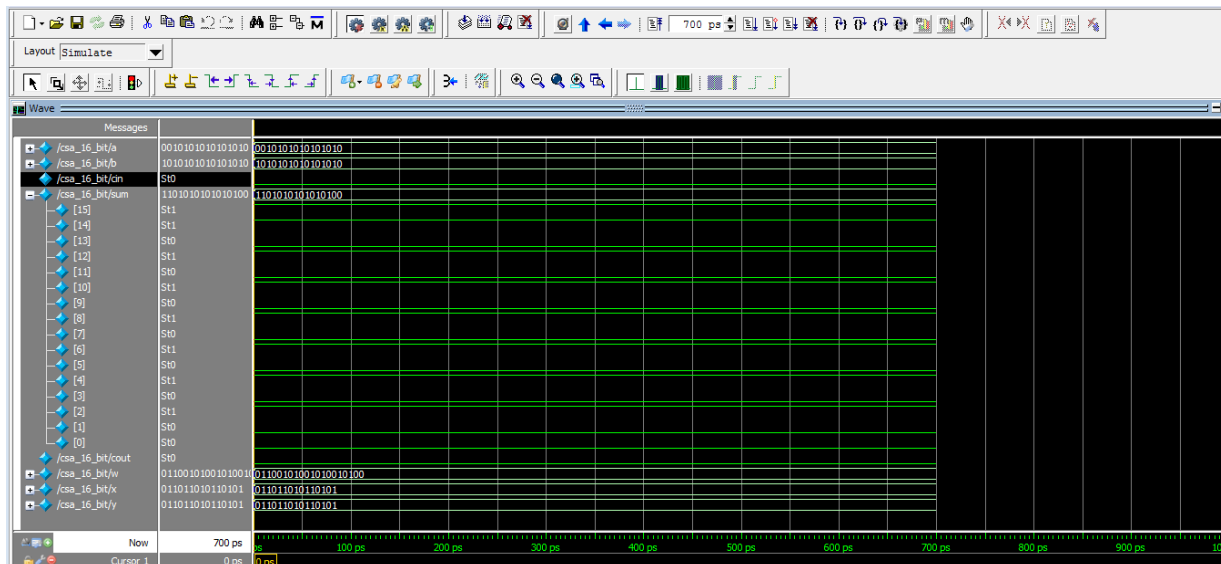 700 ps
Layout Simulate
Wave
Messages
/csa_16_bit/a 0010101010101010 0010101010101010
/csa_16_bit/b 1010101010101010 1010101010101010
/csa_16_bit/cin St0
/csa_16_bit/sum 1101010101010100 1101010101010100
[15] St1
[14] St1
[13] St0
[12] St1
[11] St0
[10] St1
[9] St0
[8] St1
[7] St0
[6] St1
[5] St0
[4] St1
[3] St0
[2] St1
[1] St0
[0] St0
/csa_16_bit/cout St0
/csa_16_bit/w 0110010100101001 01100101001010010100
/csa_16_bit/x 011011010110101 011011010110101
/csa_16_bit/y 011011010110101 011011010110101
Now 700 ps ps 100 ps 200 ps 300 ps 400 ps 500 ps 600 ps 700 ps 800 ps 900 ps 10
Cursor 1 0 ps 0 ps